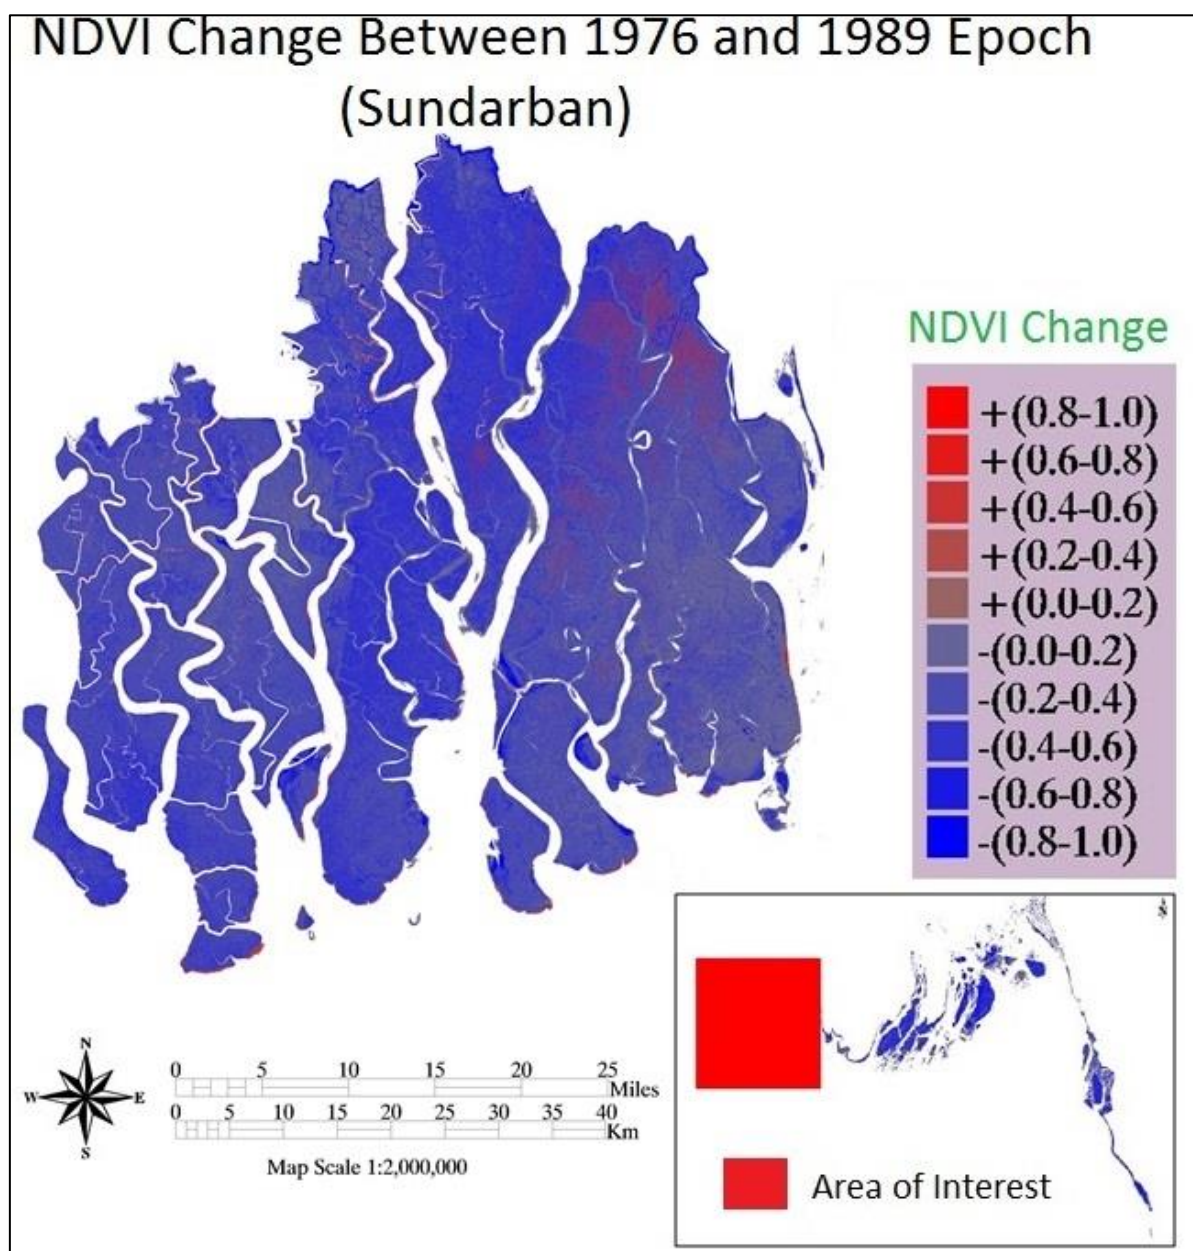 NDVI Change Between 1976 and 1989 Epoch
(Sundarban)
NDVI Change
+(0.8-1.0)
+(0.6-0.8)
+(0.4-0.6)
+(0.2-0.4)
+(0.0-0.2)
-(0.0-0.2)
-(0.2-0.4)
-(0.4-0.6)
-(0.6-0.8)
-(0.8-1.0)
N
N
W E
S
0 5 10 15 20 25
Miles
0 5 10 15 20 25 30 35 40
Km
Map Scale 1:2,000,000
Area of Interest